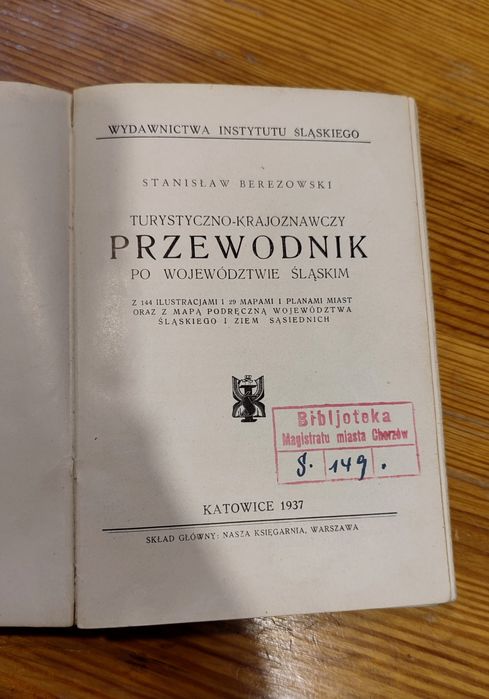 WYDAWNICTWA INSTYTUTU ŚLĄSKIEGO
STANISŁAW BEREZOWSKI
TURYSTYCZNO-KRAJOZNAWCZY
PRZEWODNIK
PO WOJEWÓDZTWIE ŚLĄSKIM
Z 144 ILUSTRACJAMI I 29 MAPAMI I PLANAMI MIAST
ORAZ Z MAPĄ PODRĘCZNĄ WOJEWÓDZTWA
ŚLĄSKIEGO I ZIEM SĄSIEDNICH
Bibljoteka
Magistratu miasta Chorzów
S. 149.
KATOWICE 1937
SKŁAD GŁÓWNY: NASZA KSIĘGARNIA, WARSZAWA